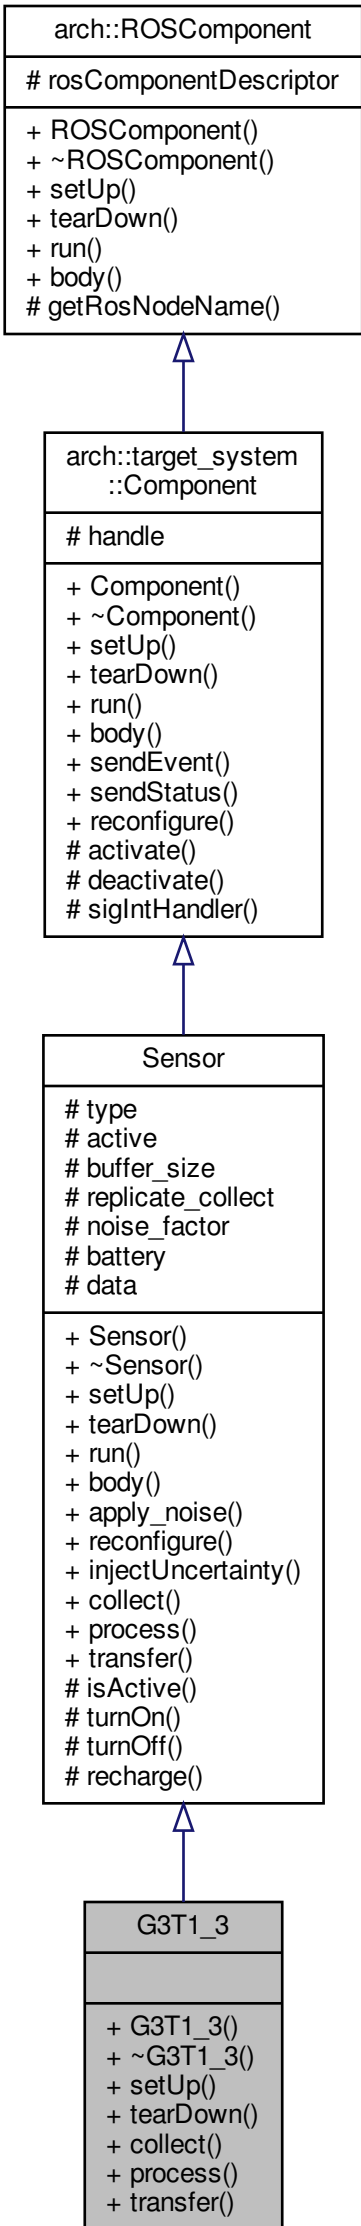 arch::ROSComponent
# rosComponentDescriptor
+ ROSComponent()
+ ~ROSComponent()
+ setUp()
+ tearDown()
+ run()
+ body()
# getRosNodeName()
arch::target_system
::Component
# handle
+ Component()
+ ~Component()
+ setUp()
+ tearDown()
+ run()
+ body()
+ sendEvent()
+ sendStatus()
+ reconfigure()
# activate()
# deactivate()
# sigIntHandler()
Sensor
# type
# active
# buffer_size
# replicate_collect
# noise_factor
# battery
# data
+ Sensor()
+ ~Sensor()
+ setUp()
+ tearDown()
+ run()
+ body()
+ apply_noise()
+ reconfigure()
+ injectUncertainty()
+ collect()
+ process()
+ transfer()
# isActive()
# turnOn()
# turnOff()
# recharge()
G3T1_3
+ G3T1_3()
+ ~G3T1_3()
+ setUp()
+ tearDown()
+ collect()
+ process()
+ transfer()